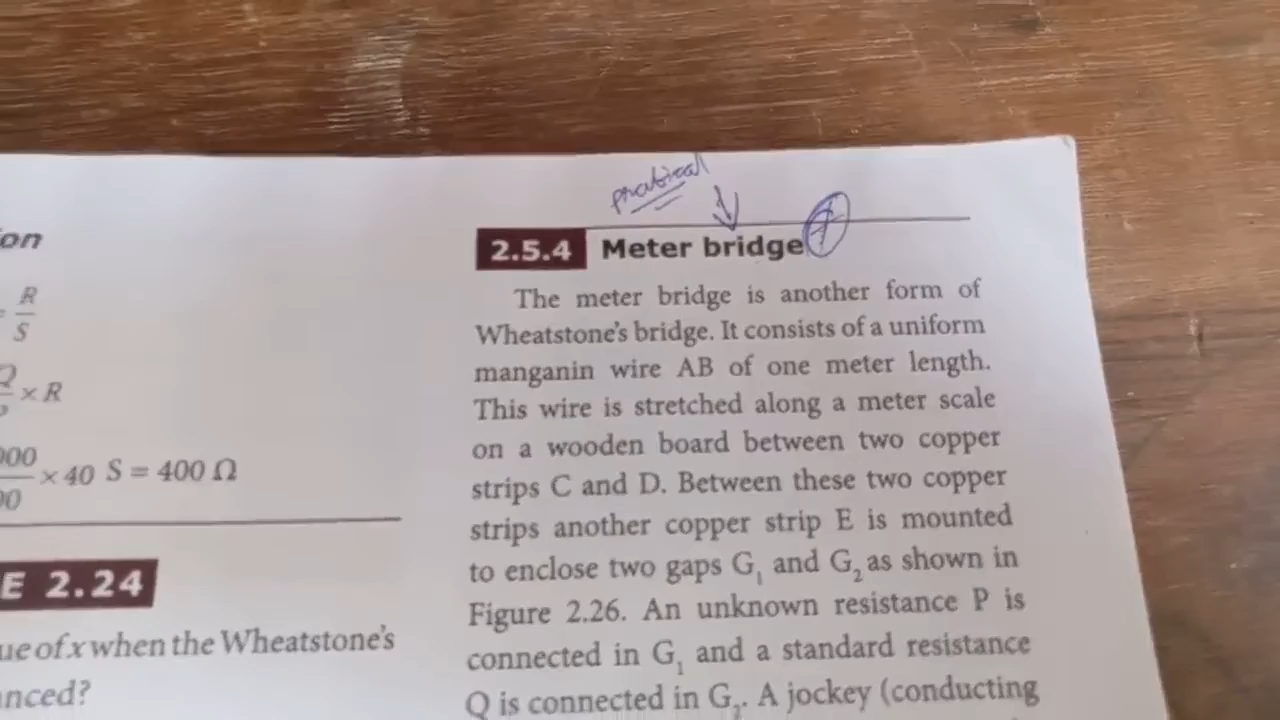 on
= R
S
Q × R
000 × 40 S = 400 Ω
00
E 2.24
ue of x when the Wheatstone's
anced?
practical
2.5.4 Meter bridge
The meter bridge is another form of
Wheatstone's bridge. It consists of a uniform
manganin wire AB of one meter length.
This wire is stretched along a meter scale
on a wooden board between two copper
strips C and D. Between these two copper
strips another copper strip E is mounted
to enclose two gaps G₁ and G₂ as shown in
Figure 2.26. An unknown resistance P is
connected in G₁ and a standard resistance
Q is connected in G₂. A jockey (conducting